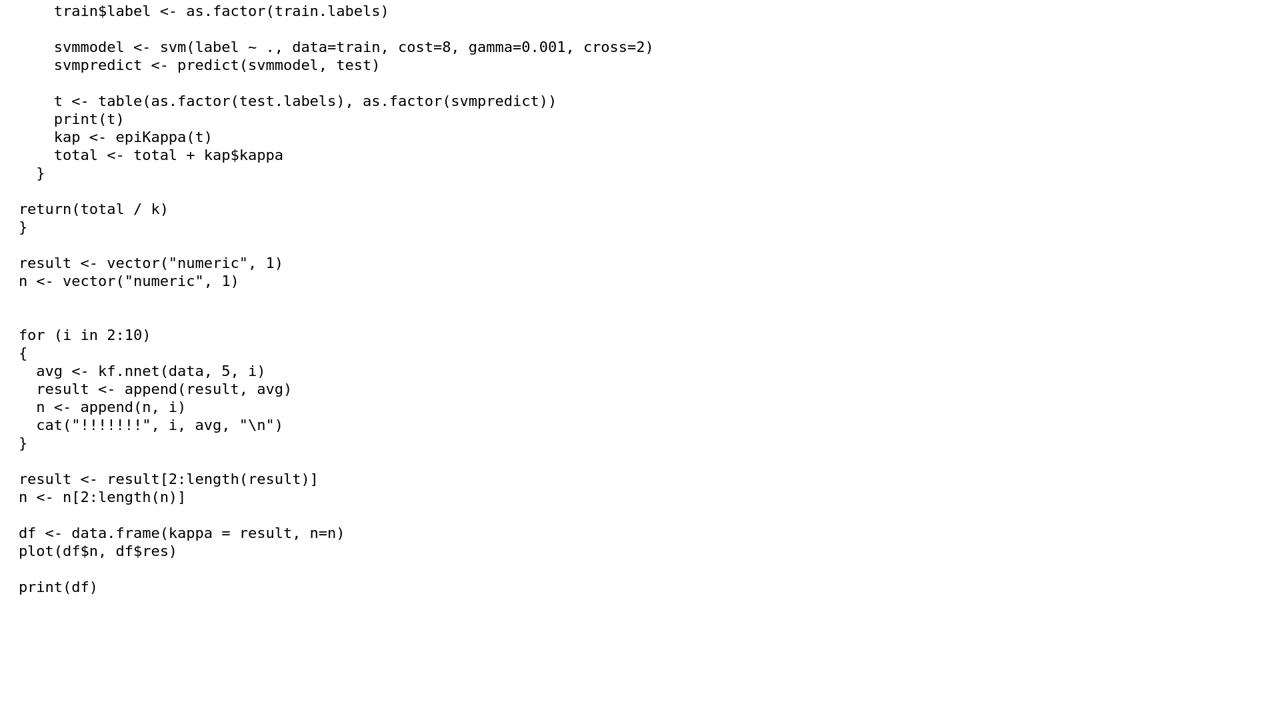 train$label <- as.factor(train.labels)
svmmodel <- svm(label ~ ., data=train, cost=8, gamma=0.001, cross=2)
svmpredict <- predict(svmmodel, test)
t <- table(as.factor(test.labels), as.factor(svmpredict))
print(t)
kap <- epiKappa(t)
total <- total + kap$kappa
}
return(total / k)
}
result <- vector("numeric", 1)
n <- vector("numeric", 1)
for (i in 2:10)
{
avg <- kf.nnet(data, 5, i)
result <- append(result, avg)
n <- append(n, i)
cat("!!!!!!!", i, avg, "\n")
}
result <- result[2:length(result)]
n <- n[2:length(n)]
df <- data.frame(kappa = result, n=n)
plot(df$n, df$res)
print(df)